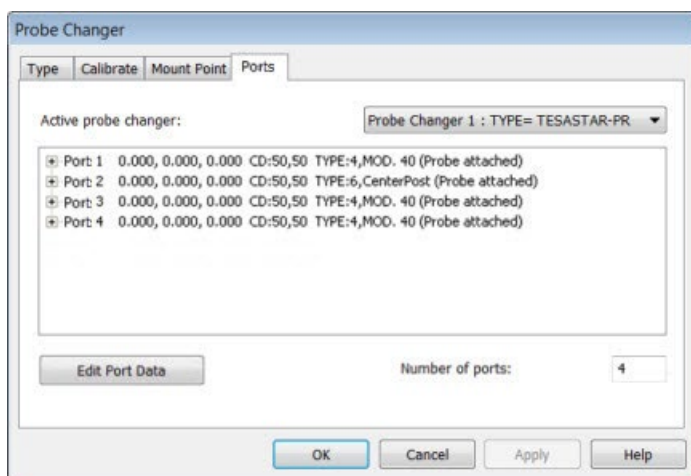 Probe Changer
Type Calibrate Mount Point Ports
Active probe changer: Probe Changer 1 : TYPE= TESASTAR-PR
Port 1 0.000, 0.000, 0.000 CD:50,50 TYPE:4,MOD. 40 (Probe attached)
Port 2 0.000, 0.000, 0.000 CD:50,50 TYPE:6,CenterPost (Probe attached)
Port 3 0.000, 0.000, 0.000 CD:50,50 TYPE:4,MOD. 40 (Probe attached)
Port 4 0.000, 0.000, 0.000 CD:50,50 TYPE:4,MOD. 40 (Probe attached)
Edit Port Data Number of ports: 4
OK Cancel Apply Help